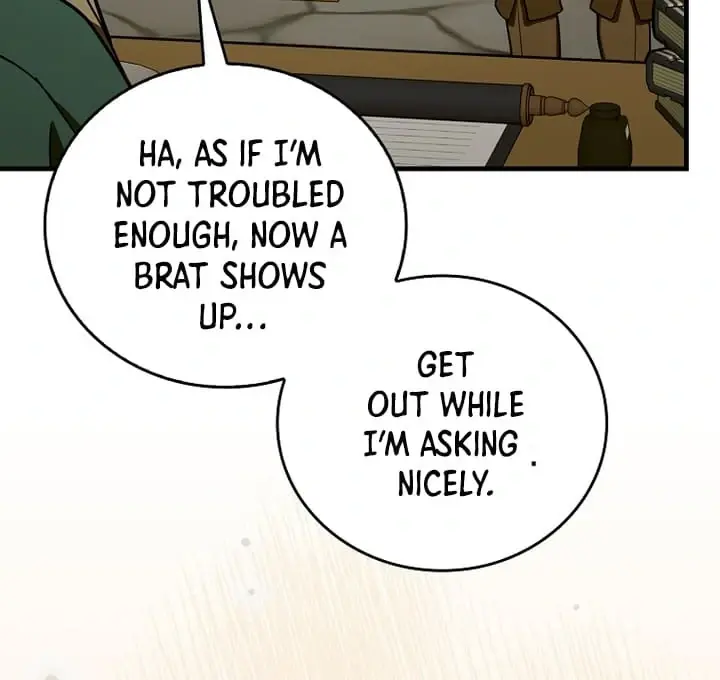 HA, AS IF I'M
NOT TROUBLED
ENOUGH, NOW A
BRAT SHOWS
UP...
GET
OUT WHILE
I'M ASKING
NICELY.